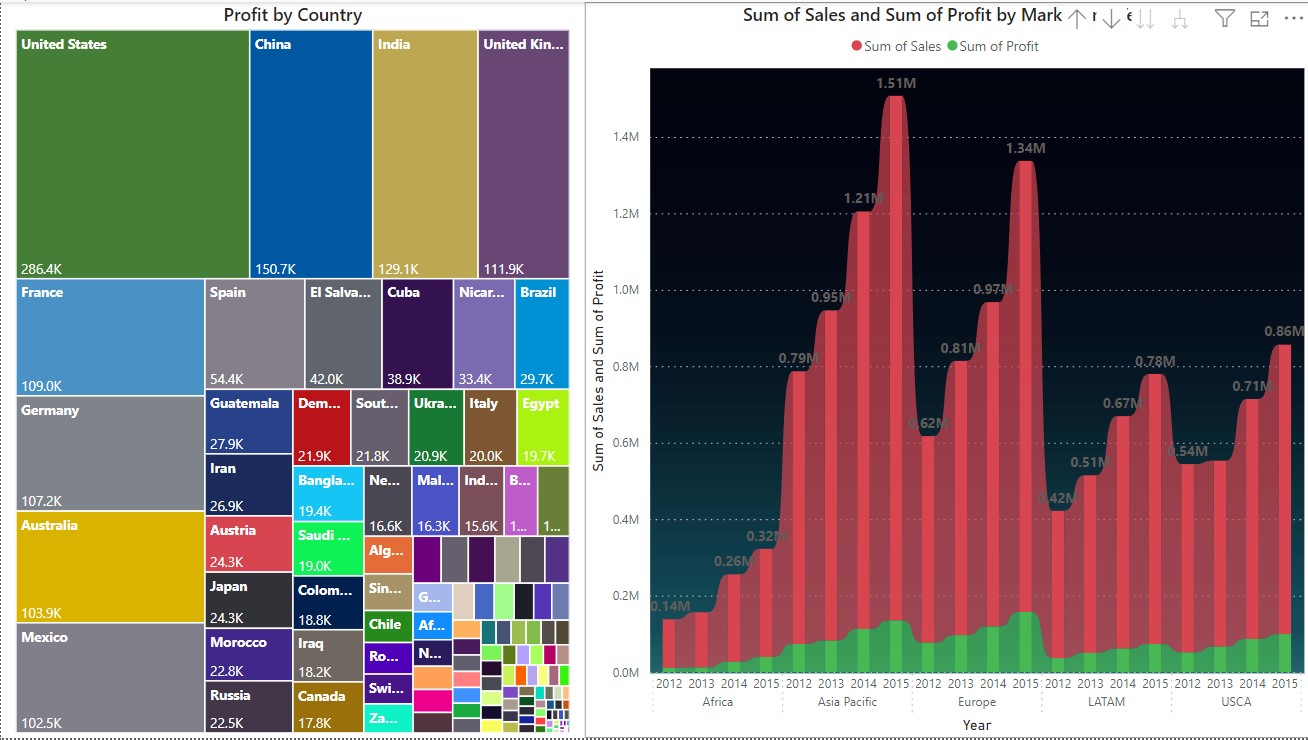 Profit by Country
United States
286.4K
China
150.7K
India
129.1K
United Kin...
111.9K
France
109.0K
Germany
107.2K
Australia
103.9K
Mexico
102.5K
Spain
54.4K
El Salva...
42.0K
Cuba
38.9K
Nicar...
33.4K
Brazil
29.7K
Guatemala
27.9K
Iran
26.9K
Austria
24.3K
Japan
24.3K
Morocco
22.8K
Russia
22.5K
Dem...
21.9K
Sout...
21.8K
Ukra...
20.9K
Italy
20.0K
Egypt
19.7K
Bangla...
19.4K
Saudi ...
19.0K
Colom...
18.8K
Iraq
18.2K
Canada
17.8K
Ne...
16.6K
Mal...
16.3K
Ind...
15.6K
B...
1...
1...
Alg...
Sin...
Chile
Ro...
Swi...
Za...
G...
Af...
N...
Sum of Sales and Sum of Profit by Mark
Sum of Sales Sum of Profit
Sum of Sales and Sum of Profit
1.4M
1.2M
1.0M
0.8M
0.6M
0.4M
0.2M
0.0M
0.14M
0.26M
0.32M
0.79M
0.95M
1.21M
1.51M
0.62M
0.81M
0.97M
1.34M
0.42M
0.51M
0.67M
0.78M
0.54M
0.71M
0.86M
2012 2013 2014 2015 2012 2013 2014 2015 2012 2013 2014 2015 2012 2013 2014 2015 2012 2013 2014 2015
Africa Asia Pacific Europe LATAM USCA
Year